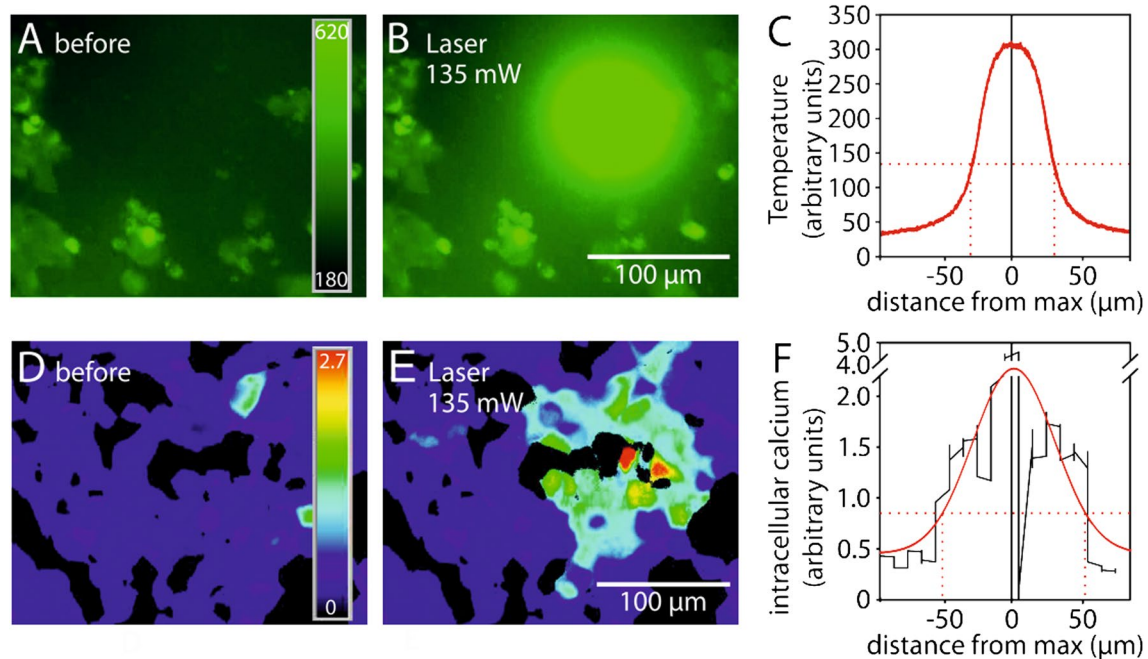 A before
620
180
B Laser
135 mW
100 µm
C
Temperature
(arbitrary units)
350
300
250
200
150
100
50
0
-50 0 50
distance from max (µm)
D before
2.7
0
E Laser
135 mW
100 µm
F
intracellular calcium
(arbitrary units)
5.0
4.0
2.0
1.5
1.0
0.5
0
-50 0 50
distance from max (µm)